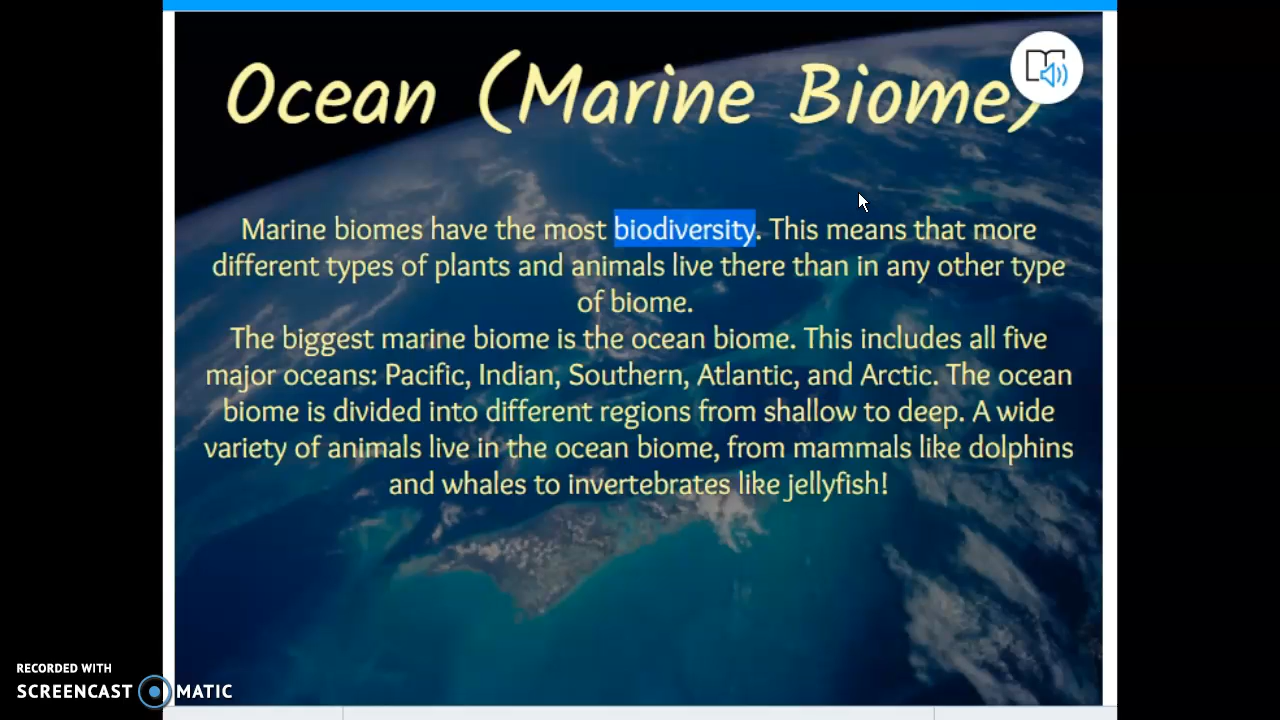 Ocean (Marine Biome)
Marine biomes have the most biodiversity. This means that more
different types of plants and animals live there than in any other type
of biome.
The biggest marine biome is the ocean biome. This includes all five
major oceans: Pacific, Indian, Southern, Atlantic, and Arctic. The ocean
biome is divided into different regions from shallow to deep. A wide
variety of animals live in the ocean biome, from mammals like dolphins
and whales to invertebrates like jellyfish!
RECORDED WITH
SCREENCAST MATIC